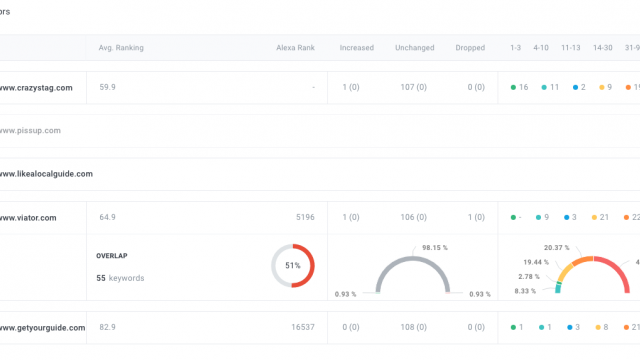 ors
Avg. Ranking Alexa Rank Increased Unchanged Dropped 1-3 4-10 11-13 14-30 31-9
www.crazystag.com 59.9 - 1 (0) 107 (0) 0 (0) 16 11 2 9 19
www.pissup.com
www.likealocalguide.com
www.viator.com 64.9 5196 1 (0) 106 (0) 1 (0) - 9 3 21 22
OVERLAP
55 keywords
51%
98.15 %
0.93 % 0.93 %
20.37 %
19.44 % 4
2.78 %
8.33 %
www.getyourguide.com 82.9 16537 0 (0) 108 (0) 0 (0) 1 1 3 8 21